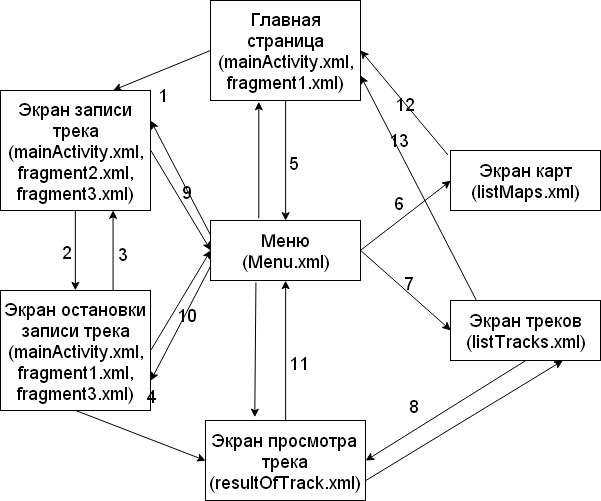 Главная
страница
(mainActivity.xml,
fragment1.xml)
1
12
Экран записи
трека
(mainActivity.xml,
fragment2.xml,
fragment3.xml)
13
5
Экран карт
(listMaps.xml)
9
6
2
3
Меню
(Menu.xml)
7
Экран остановки
записи трека
(mainActivity.xml,
fragment1.xml,
fragment3.xml)
10
Экран треков
(listTracks.xml)
11
4
8
Экран просмотра
трека
(resultOfTrack.xml)